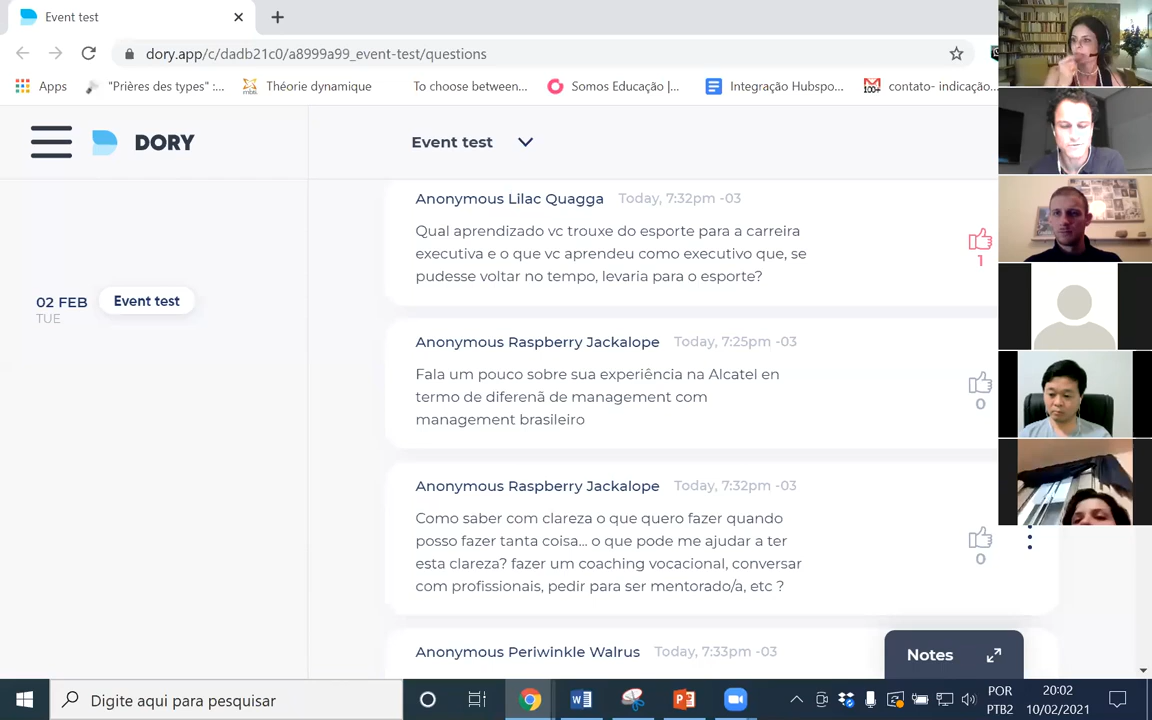 Event test
dory.app/c/dadb21c0/a8999a99_event-test/questions
Apps
"Prières des types" :...
Théorie dynamique
To choose between...
Somos Educação |...
Integração Hubspo...
contato- indicação...
DORY
Event test
02 FEB
TUE
Event test
Anonymous Lilac Quagga Today, 7:32pm -03
Qual aprendizado vc trouxe do esporte para a carreira
executiva e o que vc aprendeu como executivo que, se
pudesse voltar no tempo, levaria para o esporte?
1
Anonymous Raspberry Jackalope Today, 7:25pm -03
Fala um pouco sobre sua experiência na Alcatel en
termo de diferenã de management com
management brasileiro
0
Anonymous Raspberry Jackalope Today, 7:32pm -03
Como saber com clareza o que quero fazer quando
posso fazer tanta coisa... o que pode me ajudar a ter
esta clareza? fazer um coaching vocacional, conversar
com profissionais, pedir para ser mentorado/a, etc ?
0
Anonymous Periwinkle Walrus Today, 7:33pm -03
Notes
Digite aqui para pesquisar
POR
PTB2
20:02
10/02/2021